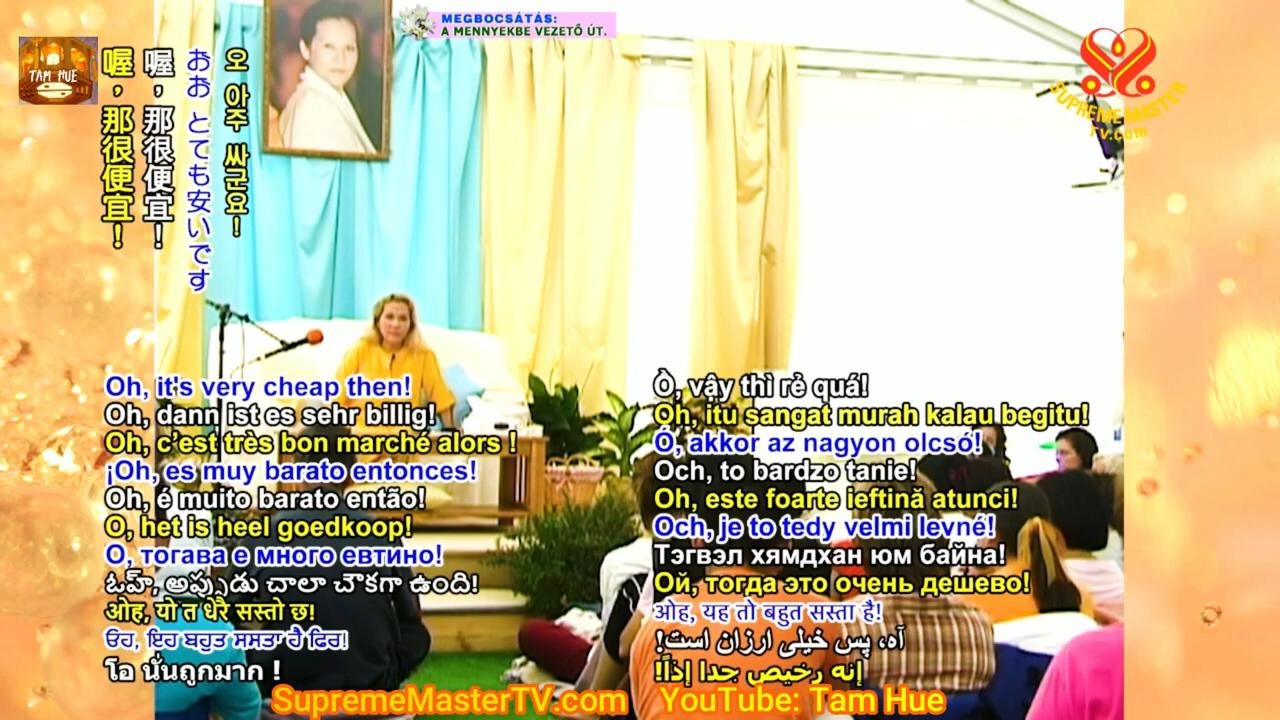 MEGBOCSÁTÁS:
A MENNYEKBE VEZETŐ ÚT.
TAM HUE
SUPREME MASTER
TV.com
喔，那很便宜！
喔，那很便宜！
おお とても安いです
오 아주 싸군요!
Oh, it's very cheap then!
Oh, dann ist es sehr billig!
Oh, c'est très bon marché alors !
¡Oh, es muy barato entonces!
Oh, é muito barato então!
O, het is heel goedkoop!
О, тогава е много евтино!
ఓహ్, అప్పుడు చాలా చౌకగా ఉంది!
ओह, यो त धेरै सस्तो छ!
ਓਹ, ਇਹ ਬਹੁਤ ਸਸਤਾ ਹੈ ਫਿਰ!
โอ นั่นถูกมาก !
Ồ, vậy thì rẻ quá!
Oh, itu sangat murah kalau begitu!
Ó, akkor az nagyon olcsó!
Och, to bardzo tanie!
Oh, este foarte ieftină atunci!
Och, je to tedy velmi levné!
Тэгвэл хямдхан юм байна!
Ой, тогда это очень дешево!
ओह, यह तो बहुत सस्ता है!
آه، پس خیلی ارزان است!
إنه رخيص جدا إذاً!
SupremeMasterTV.com YouTube: Tam Hue